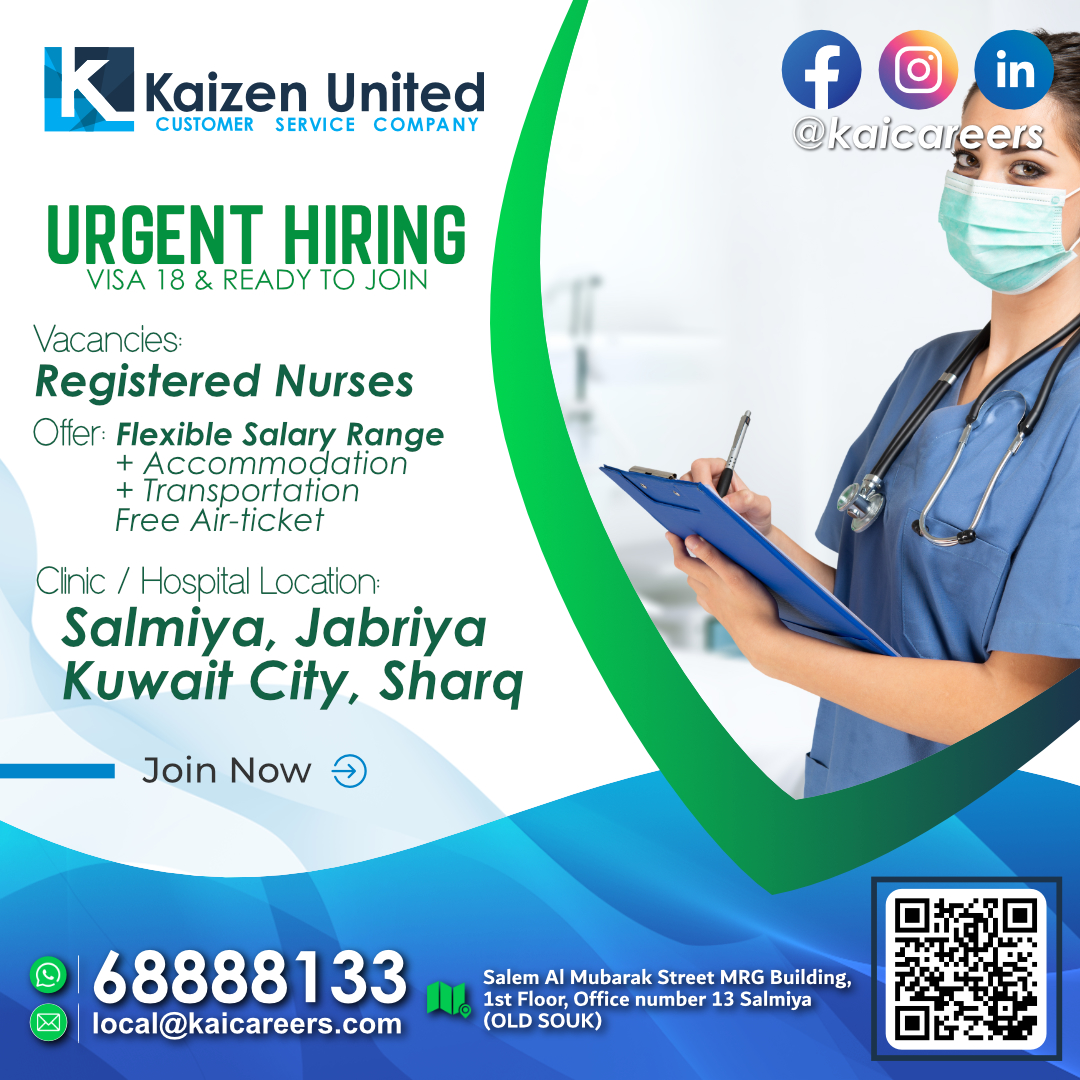 Kaizen United
CUSTOMER SERVICE COMPANY
@kaicareers
URGENT HIRING
VISA 18 & READY TO JOIN
Vacancies:
Registered Nurses
Offer: Flexible Salary Range
+ Accommodation
+ Transportation
Free Air-ticket
Clinic / Hospital Location:
Salmiya, Jabriya
Kuwait City, Sharq
Join Now
68888133
local@kaicareers.com
Salem Al Mubarak Street MRG Building,
1st Floor, Office number 13 Salmiya
(OLD SOUK)